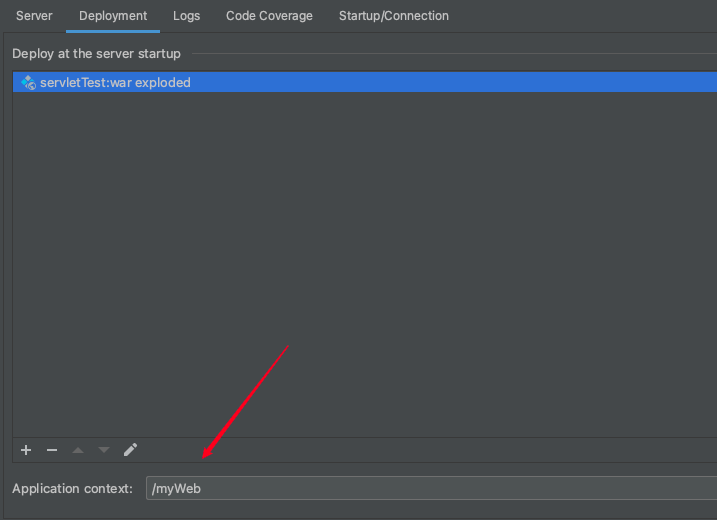 Server Deployment Logs Code Coverage Startup/Connection
Deploy at the server startup
servletTest:war exploded
Application context: /myWeb